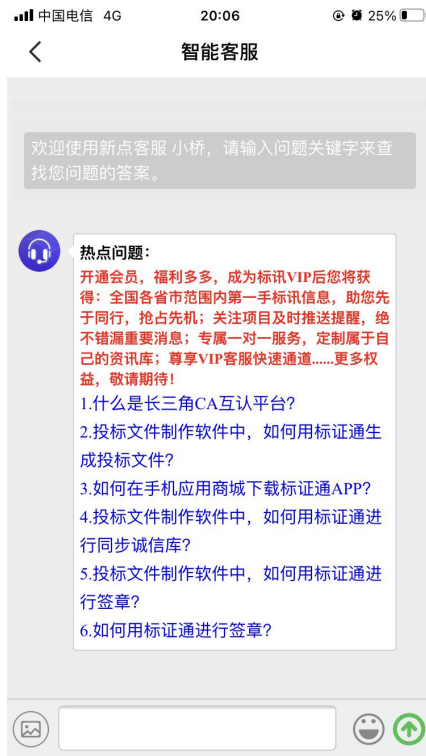 中国电信 4G 20:06 25%
智能客服
欢迎使用新点客服 小桥，请输入问题关键字来查
找您问题的答案。
热点问题：
开通会员，福利多多，成为标讯VIP后您将获
得：全国各省市范围内第一手标讯信息，助您先
于同行，抢占先机；关注项目及时推送提醒，绝
不错漏重要消息；专属一对一服务，定制属于自
己的资讯库；尊享VIP客服快速通道......更多权
益，敬请期待！
1.什么是长三角CA互认平台？
2.投标文件制作软件中，如何用标证通生
成投标文件？
3.如何在手机应用商城下载标证通APP？
4.投标文件制作软件中，如何用标证通进
行同步诚信库？
5.投标文件制作软件中，如何用标证通进
行签章？
6.如何用标证通进行签章？